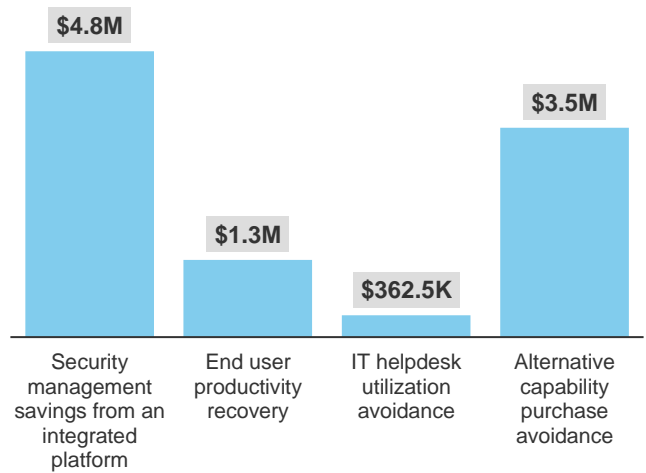 $4.8M
$3.5M
$1.3M
$362.5K
Security
management
savings from an
integrated
platform
End user
productivity
recovery
IT helpdesk
utilization
avoidance
Alternative
capability
purchase
avoidance